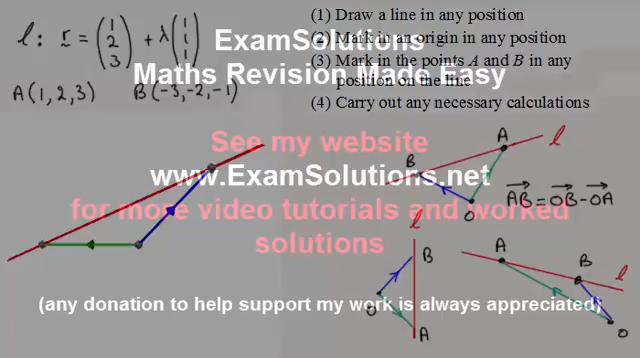 l: r = (1 2 3) + λ (1 1 1)
A(1, 2, 3) B(-3, -2, -1)
(1) Draw a line in any position
(2) Mark in an origin in any position
(3) Mark in the points A and B in any
position on the line
(4) Carry out any necessary calculations
ExamSolutions
Maths Revision Made Easy
See my website
www.ExamSolutions.net
for more video tutorials and worked
solutions
(any donation to help support my work is always appreciated)
A
l
B
O
AB = OB - OA
l
B
O
A
A
B
l
O